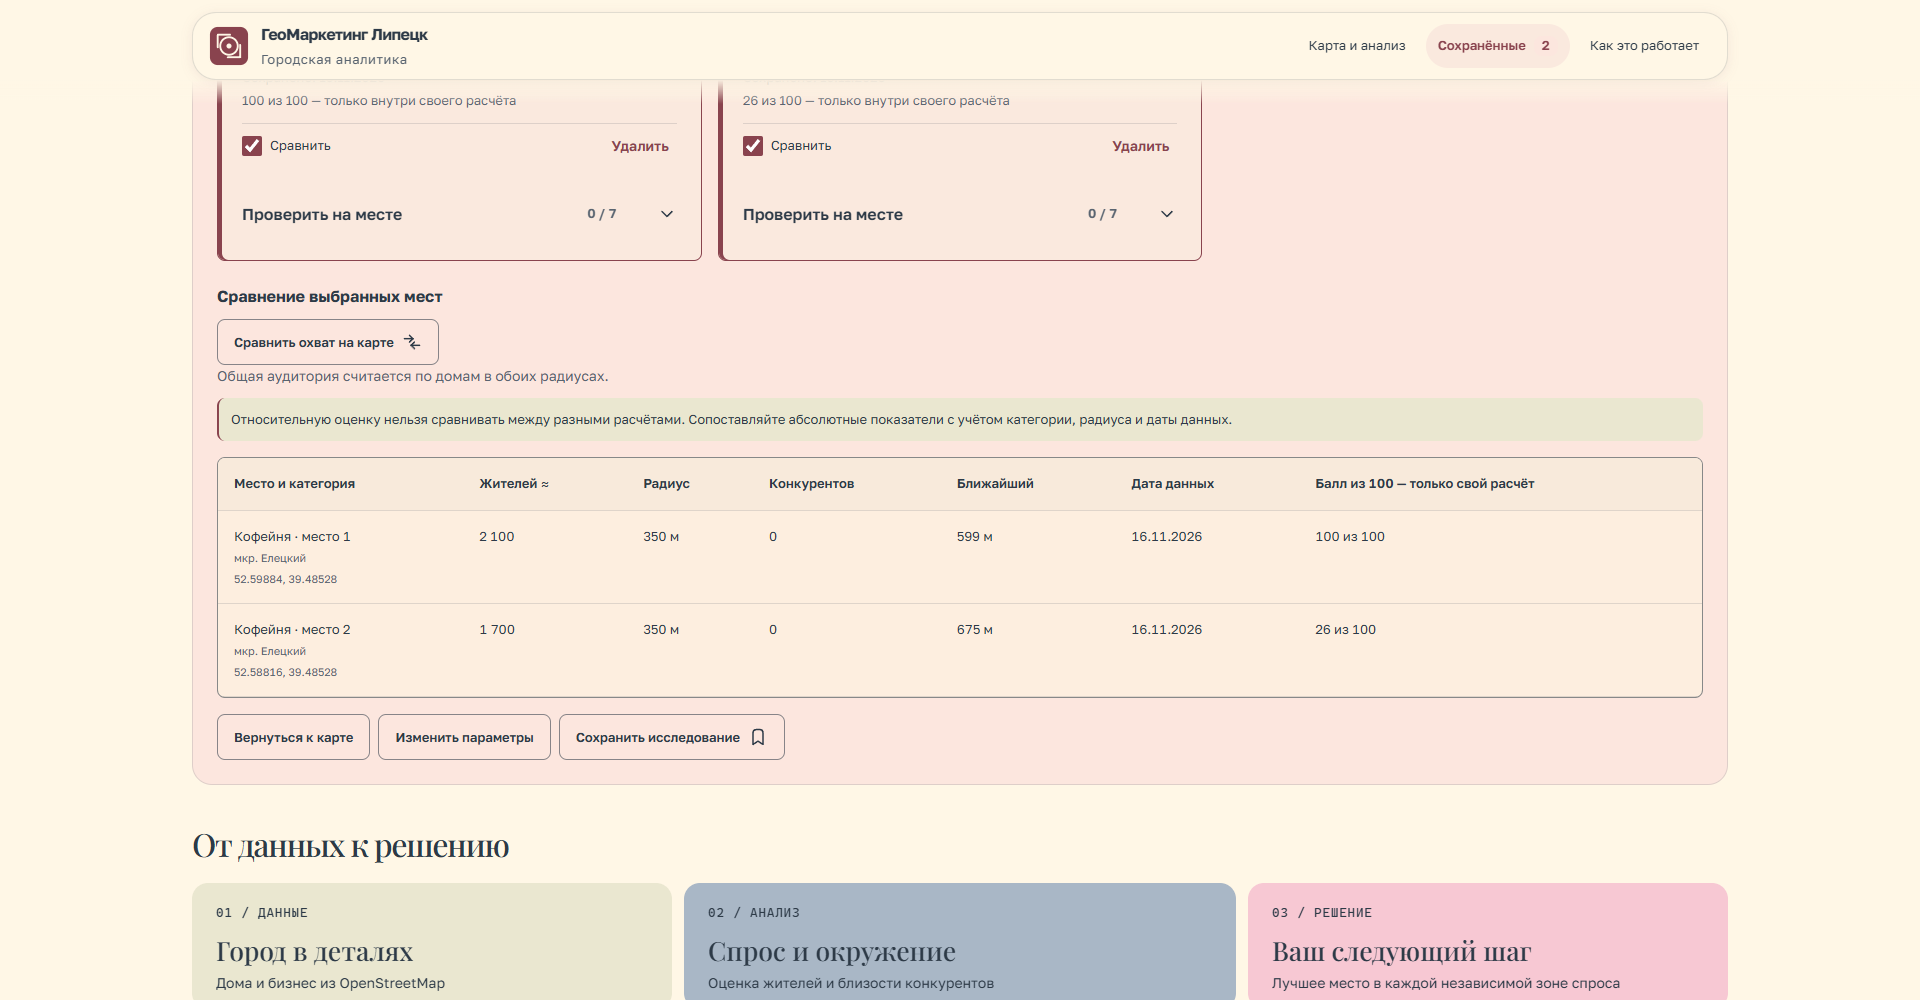 ГеоМаркетинг Липецк
Городская аналитика
Карта и анализ
Сохранённые 2
Как это работает
100 из 100 — только внутри своего расчёта
26 из 100 — только внутри своего расчёта
Сравнить
Удалить
Сравнить
Удалить
Проверить на месте 0 / 7
Проверить на месте 0 / 7
Сравнение выбранных мест
Сравнить охват на карте
Общая аудитория считается по домам в обоих радиусах.
Относительную оценку нельзя сравнивать между разными расчётами. Сопоставляйте абсолютные показатели с учётом категории, радиуса и даты данных.
Место и категория Жителей ≈ Радиус Конкурентов Ближайший Дата данных Балл из 100 — только свой расчёт
Кофейня · место 1 2 100 350 м 0 599 м 16.11.2026 100 из 100
мкр. Елецкий
52.59884, 39.48528
Кофейня · место 2 1 700 350 м 0 675 м 16.11.2026 26 из 100
мкр. Елецкий
52.58816, 39.48528
Вернуться к карте
Изменить параметры
Сохранить исследование
От данных к решению
01 / ДАННЫЕ
Город в деталях
Дома и бизнес из OpenStreetMap
02 / АНАЛИЗ
Спрос и окружение
Оценка жителей и близости конкурентов
03 / РЕШЕНИЕ
Ваш следующий шаг
Лучшее место в каждой независимой зоне спроса